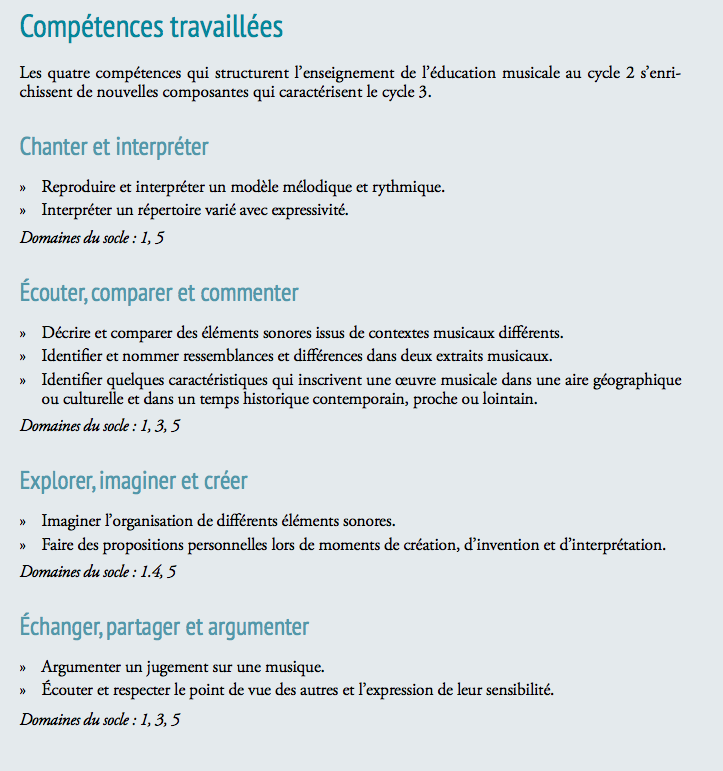 Compétences travaillées
Les quatre compétences qui structurent l’enseignement de l’éducation musicale au cycle 2 s’enri-
chissent de nouvelles composantes qui caractérisent le cycle 3.
Chanter et interpréter
» Reproduire et interpréter un modèle mélodique et rythmique.
» Interpréter un répertoire varié avec expressivité.
Domaines du socle : 1, 5
Écouter, comparer et commenter
» Décrire et comparer des éléments sonores issus de contextes musicaux différents.
» Identifier et nommer ressemblances et différences dans deux extraits musicaux.
» Identifier quelques caractéristiques qui inscrivent une œuvre musicale dans une aire géographique
ou culturelle et dans un temps historique contemporain, proche ou lointain.
Domaines du socle : 1, 3, 5
Explorer, imaginer et créer
» Imaginer l’organisation de différents éléments sonores.
» Faire des propositions personnelles lors de moments de création, d’invention et d’interprétation.
Domaines du socle : 1.4, 5
Échanger, partager et argumenter
» Argumenter un jugement sur une musique.
» Écouter et respecter le point de vue des autres et l’expression de leur sensibilité.
Domaines du socle : 1, 3, 5